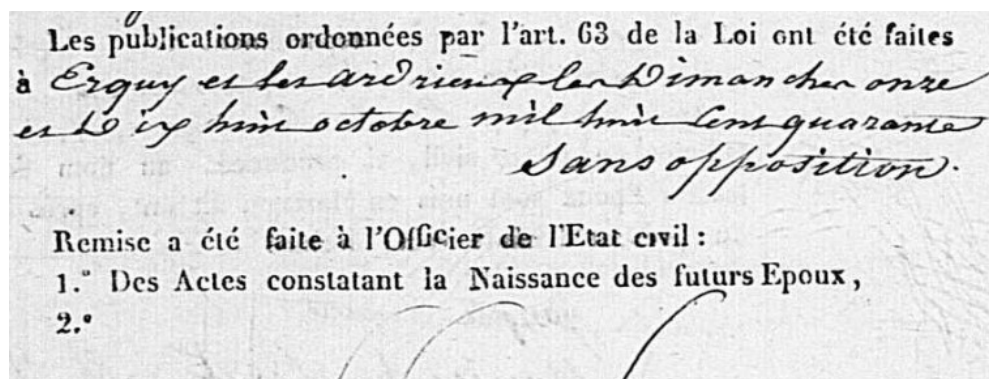 Les publications ordonnées par l'art. 63 de la Loi ont été faites
à Erquy et les ardrieux les Dimanches onze
et Dix huit octobre mil huit Cent quarante
Sans opposition.
Remise a été faite à l'Officier de l'Etat civil :
1.° Des Actes constatant la Naissance des futurs Epoux,
2.°